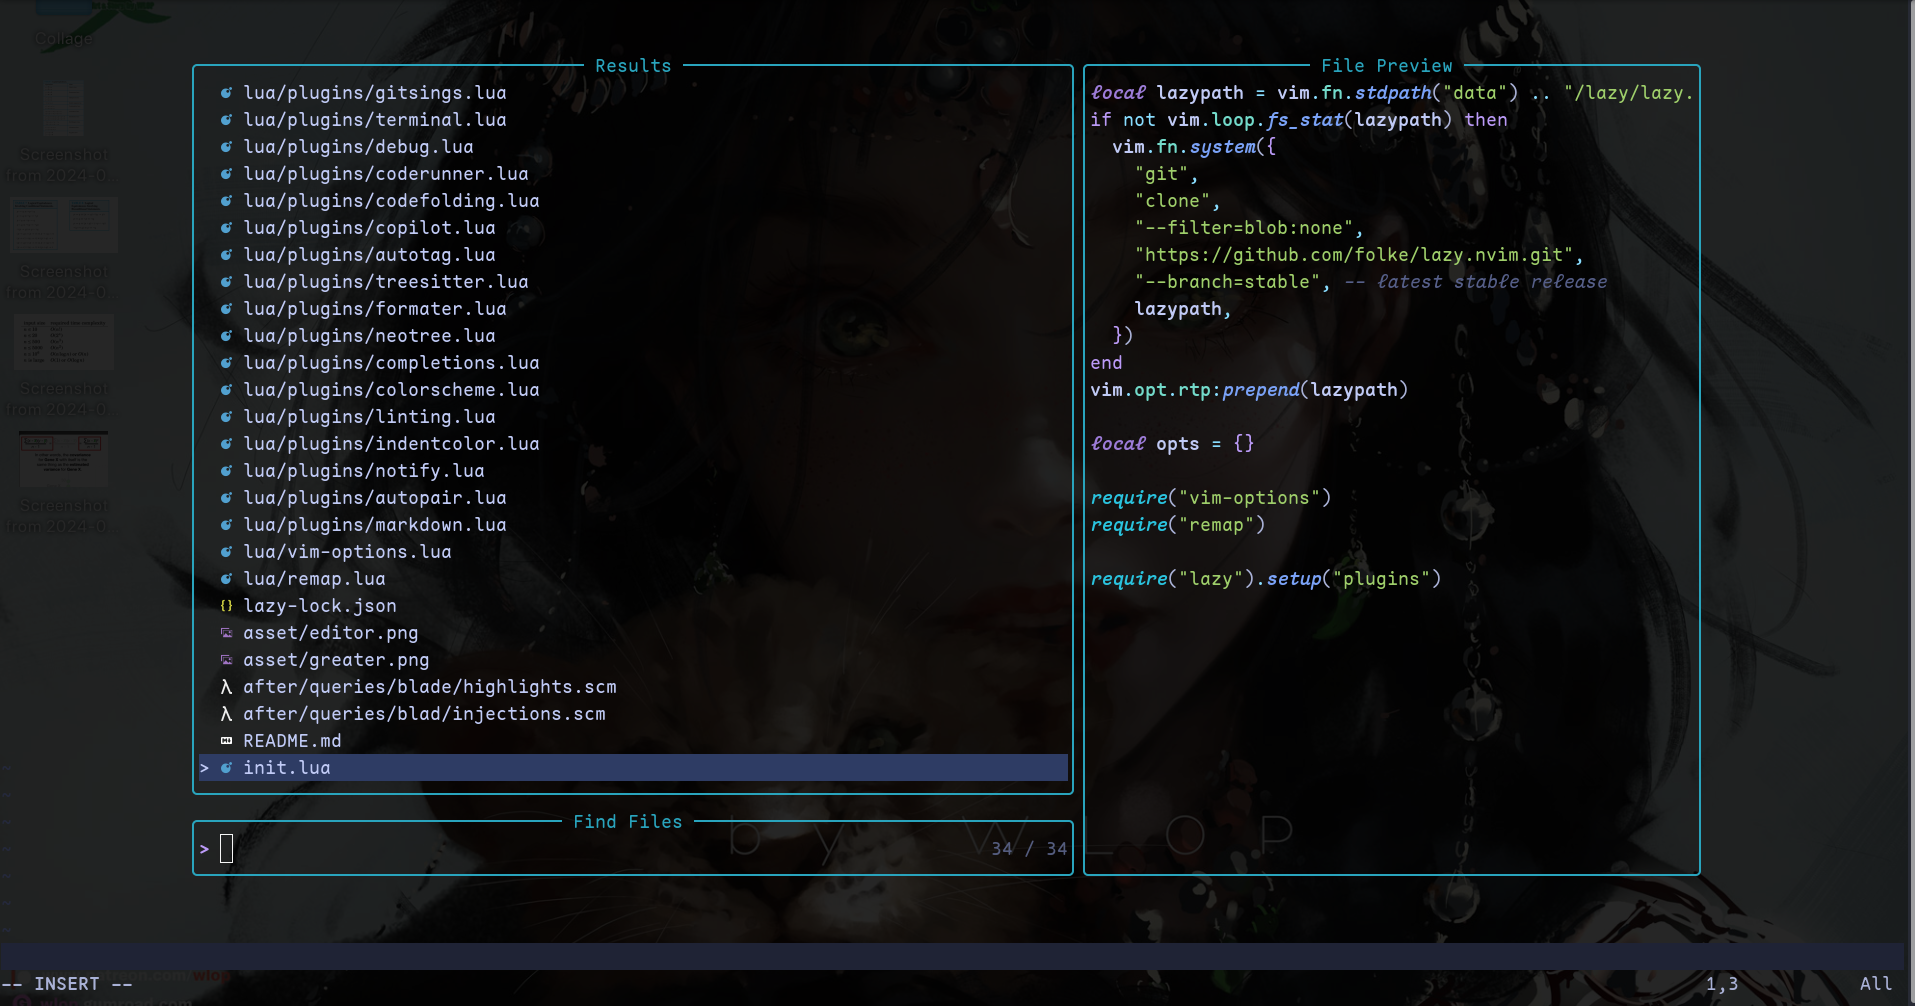 Collage
Screenshot
from 2024-0...
Screenshot
from 2024-0...
Screenshot
from 2024-0...
Screenshot
from 2024-0...
Results
lua/plugins/gitsings.lua
lua/plugins/terminal.lua
lua/plugins/debug.lua
lua/plugins/coderunner.lua
lua/plugins/codefolding.lua
lua/plugins/copilot.lua
lua/plugins/autotag.lua
lua/plugins/treesitter.lua
lua/plugins/formater.lua
lua/plugins/neotree.lua
lua/plugins/completions.lua
lua/plugins/colorscheme.lua
lua/plugins/linting.lua
lua/plugins/indentcolor.lua
lua/plugins/notify.lua
lua/plugins/autopair.lua
lua/plugins/markdown.lua
lua/vim-options.lua
lua/remap.lua
{} lazy-lock.json
asset/editor.png
asset/greater.png
λ after/queries/blade/highlights.scm
λ after/queries/blad/injections.scm
README.md
> init.lua
Find Files
> 34 / 34
File Preview
local lazypath = vim.fn.stdpath("data") .. "/lazy/lazy.
if not vim.loop.fs_stat(lazypath) then
vim.fn.system({
"git",
"clone",
"--filter=blob:none",
"https://github.com/folke/lazy.nvim.git",
"--branch=stable", -- latest stable release
lazypath,
})
end
vim.opt.rtp:prepend(lazypath)
local opts = {}
require("vim-options")
require("remap")
require("lazy").setup("plugins")
by WLOP
-- INSERT -- 1,3 All